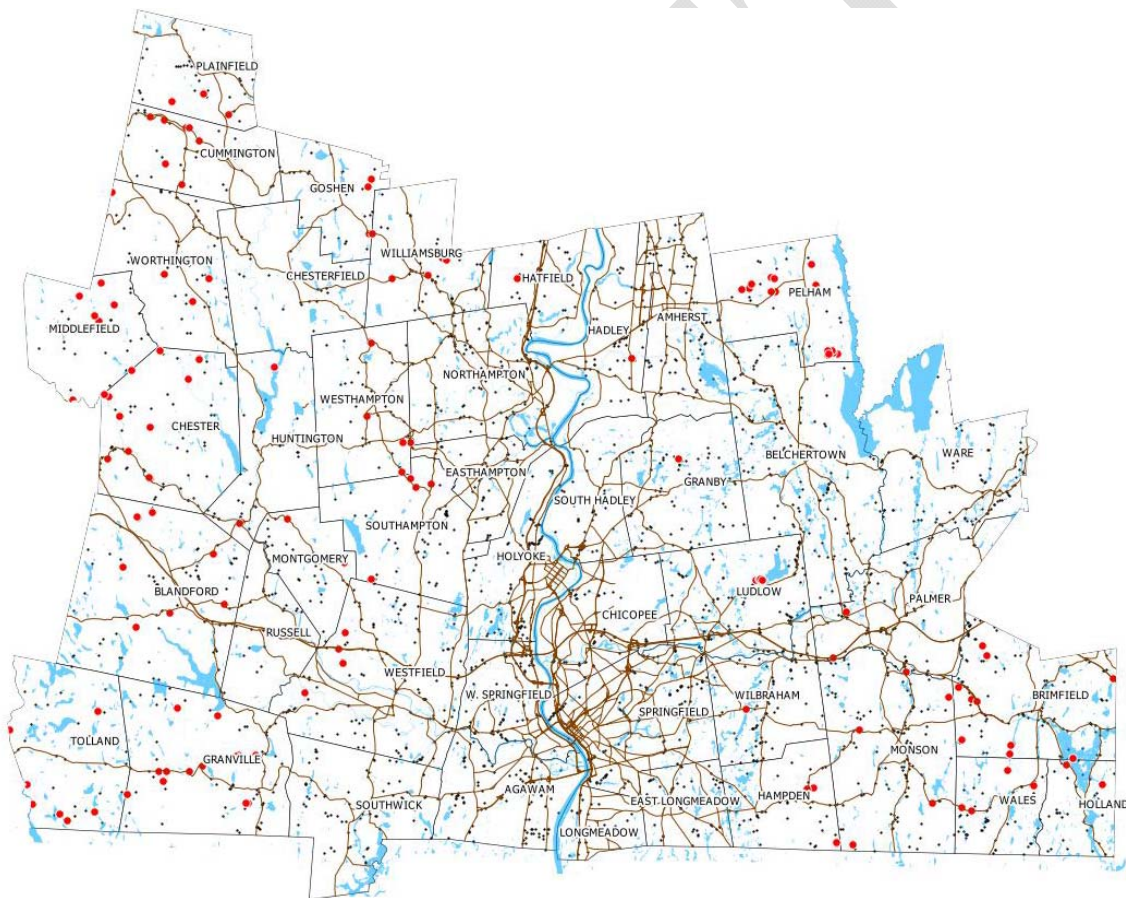 PLAINFIELD
CUMMINGTON
GOSHEN
WILLIAMSBURG
WORTHINGTON
CHESTERFIELD
HATFIELD
PELHAM
MIDDLEFIELD
AMHERST
HADLEY
NORTHAMPTON
WESTHAMPTON
CHESTER
HUNTINGTON
BELCHERTOWN
WARE
EASTHAMPTON
GRANBY
SOUTH HADLEY
SOUTHAMPTON
HOLYOKE
MONTGOMERY
BLANDFORD
LUDLOW
PALMER
CHICOPEE
RUSSELL
WESTFIELD
W. SPRINGFIELD
WILBRAHAM
BRIMFIELD
SPRINGFIELD
TOLLAND
MONSON
GRANVILLE
AGAWAM
HAMPDEN
EAST LONGMEADOW
WALES
HOLLAND
SOUTHWICK
LONGMEADOW